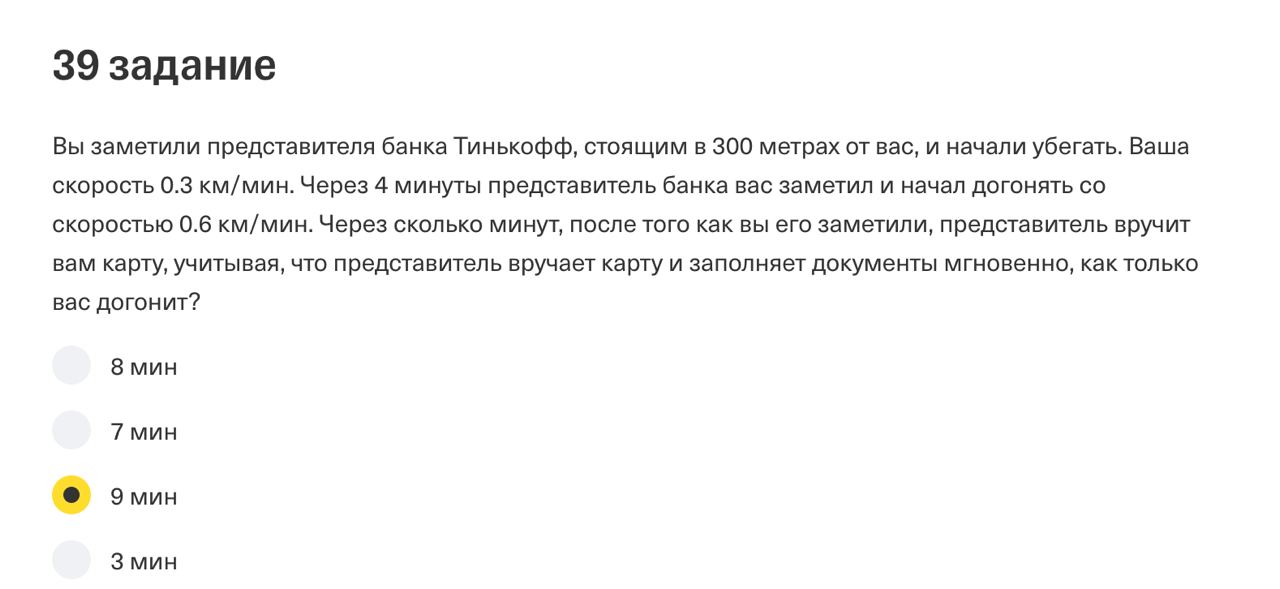 39 задание
Вы заметили представителя банка Тинькофф, стоящим в 300 метрах от вас, и начали убегать. Ваша
скорость 0.3 км/мин. Через 4 минуты представитель банка вас заметил и начал догонять со
скоростью 0.6 км/мин. Через сколько минут, после того как вы его заметили, представитель вручит
вам карту, учитывая, что представитель вручает карту и заполняет документы мгновенно, как только
вас догонит?
8 мин
7 мин
9 мин
3 мин